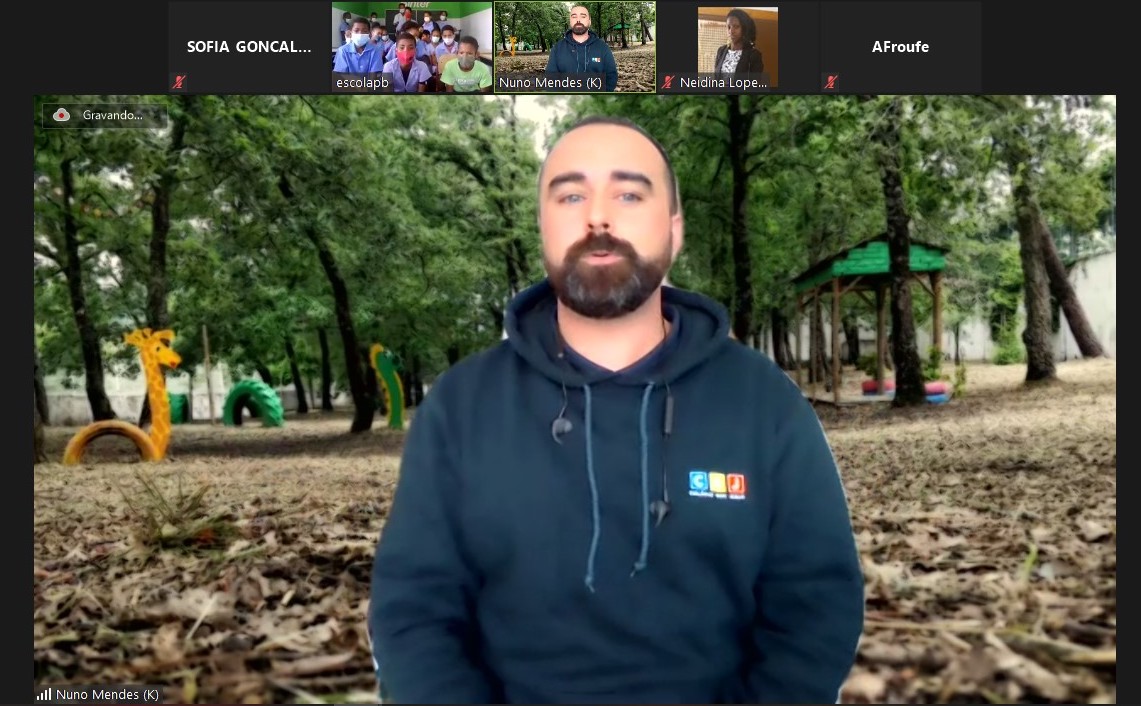 SOFIA GONCAL...
escolapb
Nuno Mendes (K)
Neidina Lope...
AFroufe
Gravando...
C J
Nuno Mendes (K)